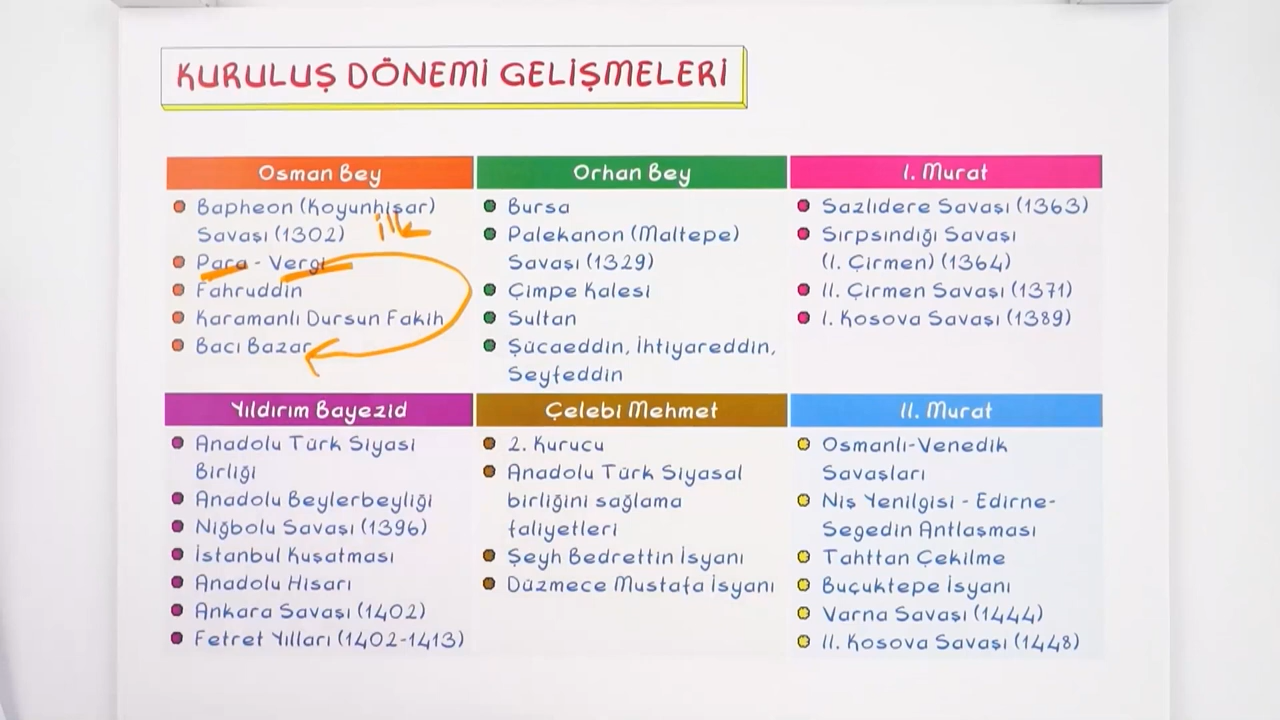 KURULUŞ DÖNEMİ GELİŞMELERİ
Osman Bey
Bapheon (Koyunhisar)
Savaşı (1302)
ilk
Para - Vergi
Fahruddin
Karamanlı Dursun Fakih
Bacı Bazar
Orhan Bey
Bursa
Palekanon (Maltepe)
Savaşı (1329)
Çimpe Kalesi
Sultan
Şücaeddin, İhtiyareddin,
Seyfeddin
I. Murat
Sazlıdere Savaşı (1363)
Sırpsındığı Savaşı
(I. Çirmen) (1364)
II. Çirmen Savaşı (1371)
I. Kosova Savaşı (1389)
Yıldırım Bayezid
Anadolu Türk Siyasi
Birliği
Anadolu Beylerbeyliği
Niğbolu Savaşı (1396)
İstanbul Kuşatması
Anadolu Hisarı
Ankara Savaşı (1402)
Fetret Yılları (1402-1413)
Çelebi Mehmet
2. Kurucu
Anadolu Türk Siyasal
birliğini sağlama
faliyetleri
Şeyh Bedrettin İsyanı
Düzmece Mustafa İsyanı
II. Murat
Osmanlı-Venedik
Savaşları
Niş Yenilgisi - Edirne-
Segedin Antlaşması
Tahttan Çekilme
Buçuktepe İsyanı
Varna Savaşı (1444)
II. Kosova Savaşı (1448)